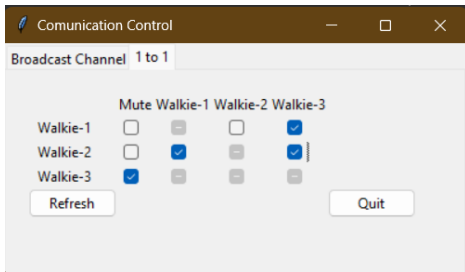 Comunication Control
Broadcast Channel 1 to 1
Mute Walkie-1 Walkie-2 Walkie-3
Walkie-1
Walkie-2
Walkie-3
Refresh Quit